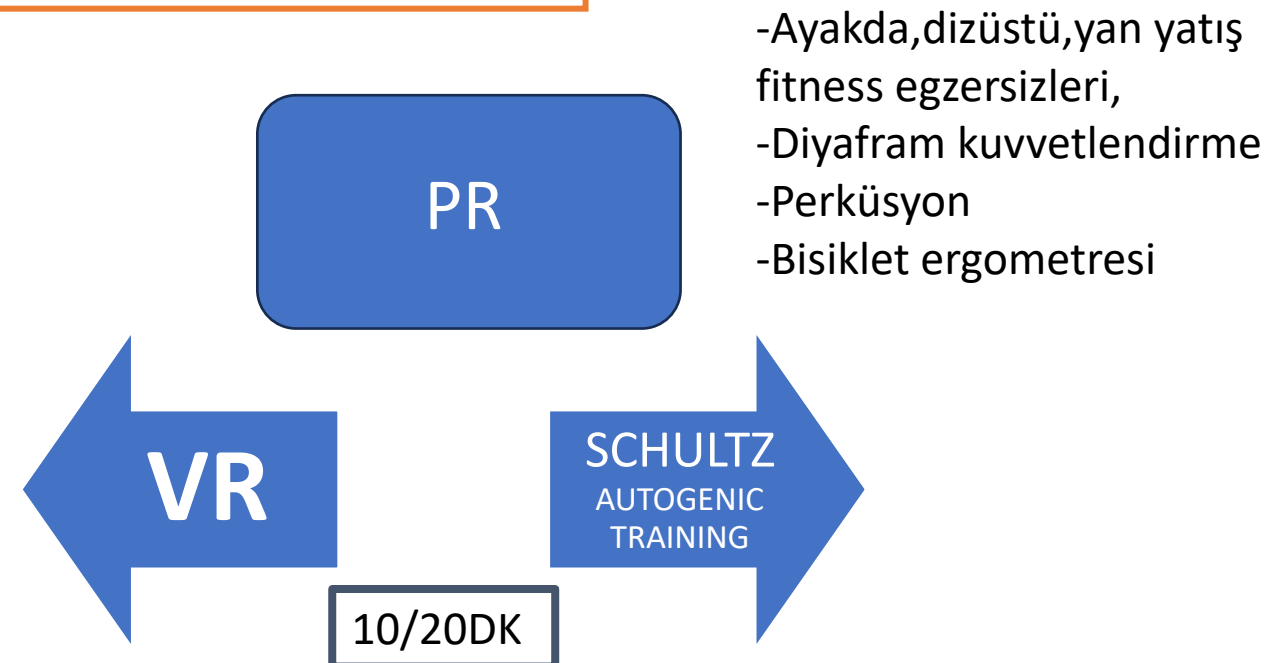 -Ayakda,dizüstü,yan yatış
fitness egzersizleri,
-Diyafram kuvvetlendirme
-Perküsyon
-Bisiklet ergometresi
PR
VR
SCHULTZ
AUTOGENIC
TRAINING
10/20DK